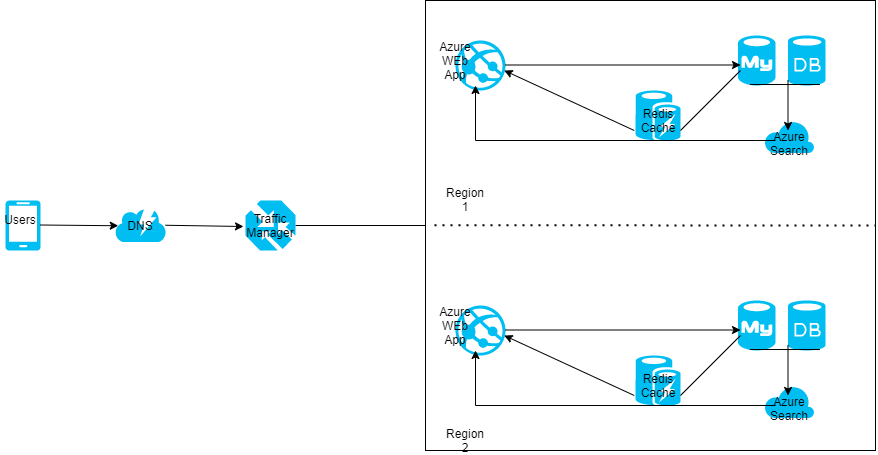 Azure
WEb
App
My
DB
Redis
Cache
Azure
Search
Region
1
Users
DNS
Traffic
Manager
Azure
WEb
App
My
DB
Redis
Cache
Azure
Search
Region
2